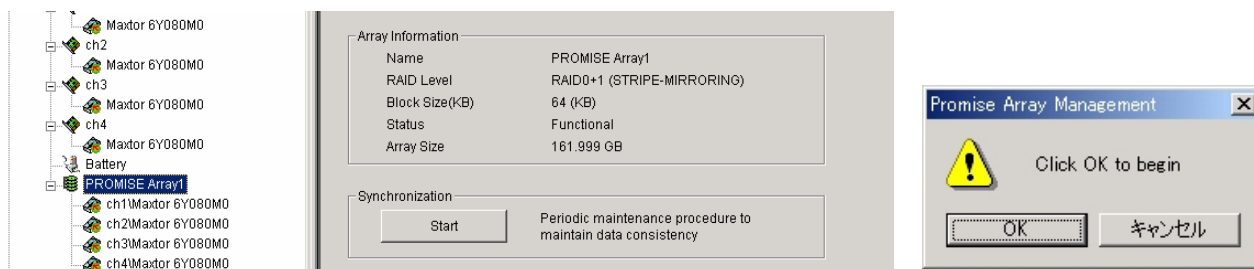 Maxtor 6Y080M0
ch2
Maxtor 6Y080M0
ch3
Maxtor 6Y080M0
ch4
Maxtor 6Y080M0
Battery
PROMISE Array1
ch1\Maxtor 6Y080M0
ch2\Maxtor 6Y080M0
ch3\Maxtor 6Y080M0
ch4\Maxtor 6Y080M0
Array Information
Name PROMISE Array1
RAID Level RAID0+1 (STRIPE-MIRRORING)
Block Size(KB) 64 (KB)
Status Functional
Array Size 161.999 GB
Synchronization
Start
Periodic maintenance procedure to
maintain data consistency
Promise Array Management
Click OK to begin
OK キャンセル